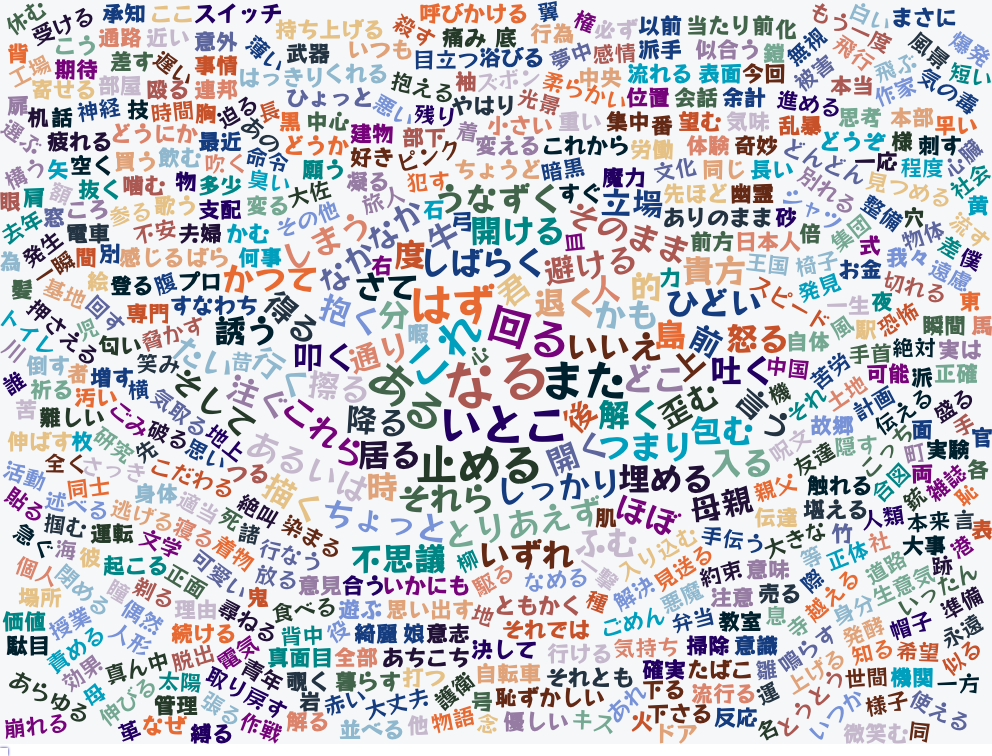 休む 受ける 承知 ここ スイッチ 持ち上げる 殺す 呼びかける 翼 権 必ず 以前 当たり前 化 もう一度 白い まさに
背 こう 通路 近い 意外 薄い 武器 いつも 痛み 底 行為 夢中 感情 派手 似合う 鎧 無視 飛行 風景 爆発
工場 期待 差す 遅い 事情 はっきり くれる 目立つ 浴びる 柔らかい 中央 流れる 表面 今回 被害 本当 飛ぶ 気の毒 短い
扉 寄せる 部屋 殴る 連邦 ひょっと 抱える 袖 ズボン 光景 位置 会話 余計 進める 作家
机 話 神経 技 時間 胸 迫る 長 悪い 残り やはり 小さい 重い 集中 番 望む 気味 乱暴 思考 本部 早い
選ぶ 疲れる どうにか 最近 あの 黒 中心 建物 部下 着 変える これから 労働 体験 奇妙 どうぞ 様 刺す 心臓
構う 矢 空く 買う 飲む 吹く 命令 どうか 好き ピンク ちょうど 暗黒 文化 同じ 長い どんどん 一応 程度 社会
眼 肩 額 抜く 噛む 物 多少 臭い 願う 凝る 犯す 魔力 先ほど 幽霊 別れる 見つめる 黄
去年 窓 ころ 参る 歌う 支配 変る 大佐 旅人 石 うなずく すぐ 立場 ありのまま 砂 シャツ 整備 穴 流す
発生 電車 不安 夫婦 かむ その他 なかなか 牛 弓 開ける そのまま 前方 日本人 倍 集団 式 物体 差 僕
為 一瞬 間 別 感じる ばら 何事 しまう 右 度 しばらく 皿 避ける 人 的 力 貴方 王国 椅子 お金 我々 遠慮
髪 基地 絵 登る 腹 プロ かつて さて はず 君 退く かも ひどい スピード 発見 一生 夜 切れる 東
トイレ 押さえる 児 回す 専門 すなわち 得る 抱く 分 暇 これ 回る いいえ 島 前 怒る 自体 風 駅 恐怖 瞬間 馬
川 倒す 匂い 脅かす 誘う たい 昔 行く 叩く 通り 心 なる また どこ 上 吐く 中国 苦労 手首 絶対 実は
誰 祈る 者 増す 横 笑み そして 注ぐ 擦る ある いとこ 後 解く 歪む 言う 機 それ 土地 可能 派 正確
苦 難しい 汚い ごみ 気取る 地上 これら 降る つまり 包む 故郷 計画 伝える 盛る 手
伸ばす 枚 研究 先 破る 思い あるいは 居る 止める 開く 入る 呪文 友達 隠す こっち 町 面 実験 官
活動 全く さっき こだわる つる 描く 時 それら しっかり 埋める 親父 触れる 合図 両 雑誌 各
貼る 述べる 同士 身体 適当 絶叫 染まる ちょっと とりあえず 肌 ほぼ 母親 伝達 堪える 人類 銃 本来 恥
急ぐ 掴む 運転 逃げる 寝る 死 諸 行なう 不思議 柳 いずれ ふむ 入り込む 手伝う 大きな 竹 大事 言 表
海 彼 文学 着物 可愛い 放る 意見 合う いかにも 駆る なめる 一撃 見送る 約束 意味 等 正体 社 跡 港
個人 閉める 起こる 剃る 正面 鬼 遊ぶ 思い出す 地 ともかく 種 解決 悪魔 注意 売る 際 越える 道路 生意気 いったん
場所 瞳 偶然 理由 尋ねる 食べる 役 綺麗 娘 意志 それでは ごめん 弁当 教室 息 身分 準備
価値 授業 人形 続ける 背中 真面目 全部 あちこち 決して 行ける 気持ち 掃除 意識 寺 発酵 帽子 永遠
駄目 責める 真ん中 脱出 電気 青年 覗く 暮らす 打つ 自転車 それとも 確実 たばこ 雛 鳴らす 知る 希望 似る
あらゆる 効果 母 伸びる 太陽 取り戻す 岩 赤い 大丈夫 護衛 号 恥ずかしい あれ 下る 流行る 運 上げる 世間 機関 一方
崩れる 革 なぜ 管理 張る 縛る 作戦 解る 並べる 他 物語 念 優しい キス 火 下さる ドア 反応 名 とうとう いつか 様子 使える 微笑む 同